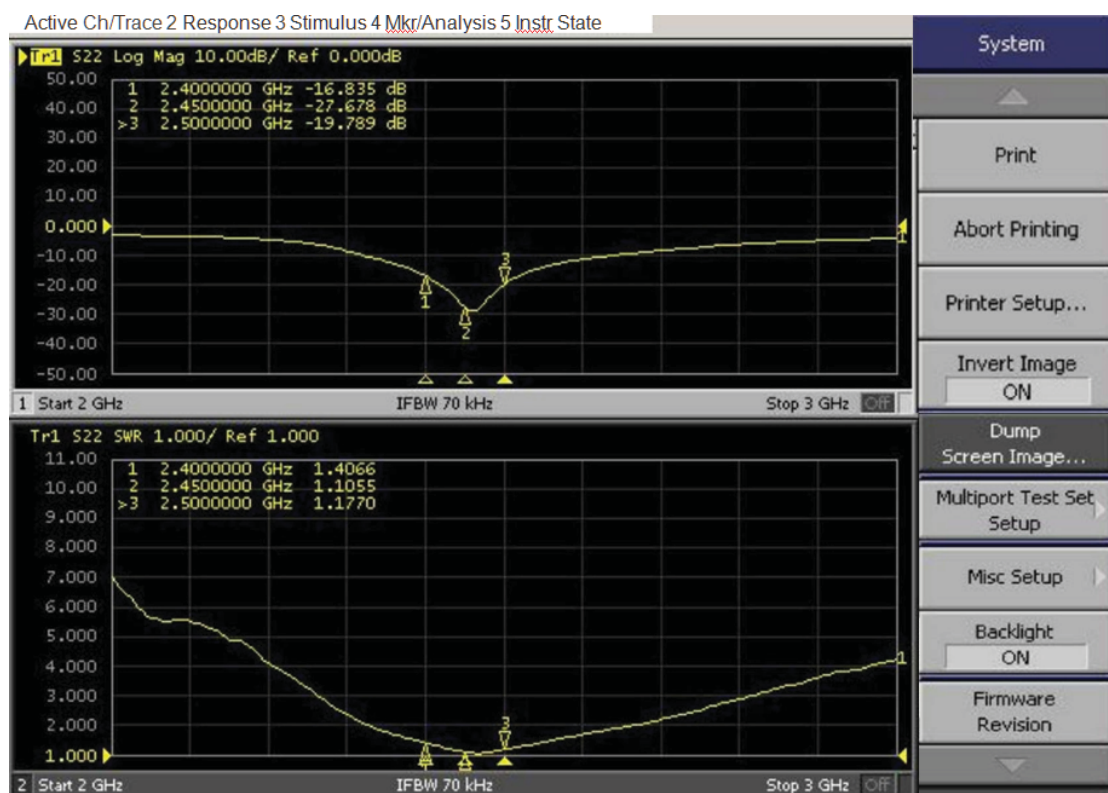 Active Ch/Trace 2 Response 3 Stimulus 4 Mkr/Analysis 5 Instr State
Tr1 S22 Log Mag 10.00dB/ Ref 0.000dB
50.00
40.00
30.00
20.00
10.00
0.000
-10.00
-20.00
-30.00
-40.00
-50.00
1 2.4000000 GHz -16.835 dB
2 2.4500000 GHz -27.678 dB
>3 2.5000000 GHz -19.789 dB
1
2
3
1
1 Start 2 GHz IFBW 70 kHz Stop 3 GHz Off
Tr1 S22 SWR 1.000/ Ref 1.000
11.00
10.00
9.000
8.000
7.000
6.000
5.000
4.000
3.000
2.000
1.000
1 2.4000000 GHz 1.4066
2 2.4500000 GHz 1.1055
>3 2.5000000 GHz 1.1770
3
1
2 Start 2 GHz IFBW 70 kHz Stop 3 GHz Off
System
Print
Abort Printing
Printer Setup...
Invert Image
ON
Dump
Screen Image...
Multiport Test Set
Setup
Misc Setup
Backlight
ON
Firmware
Revision